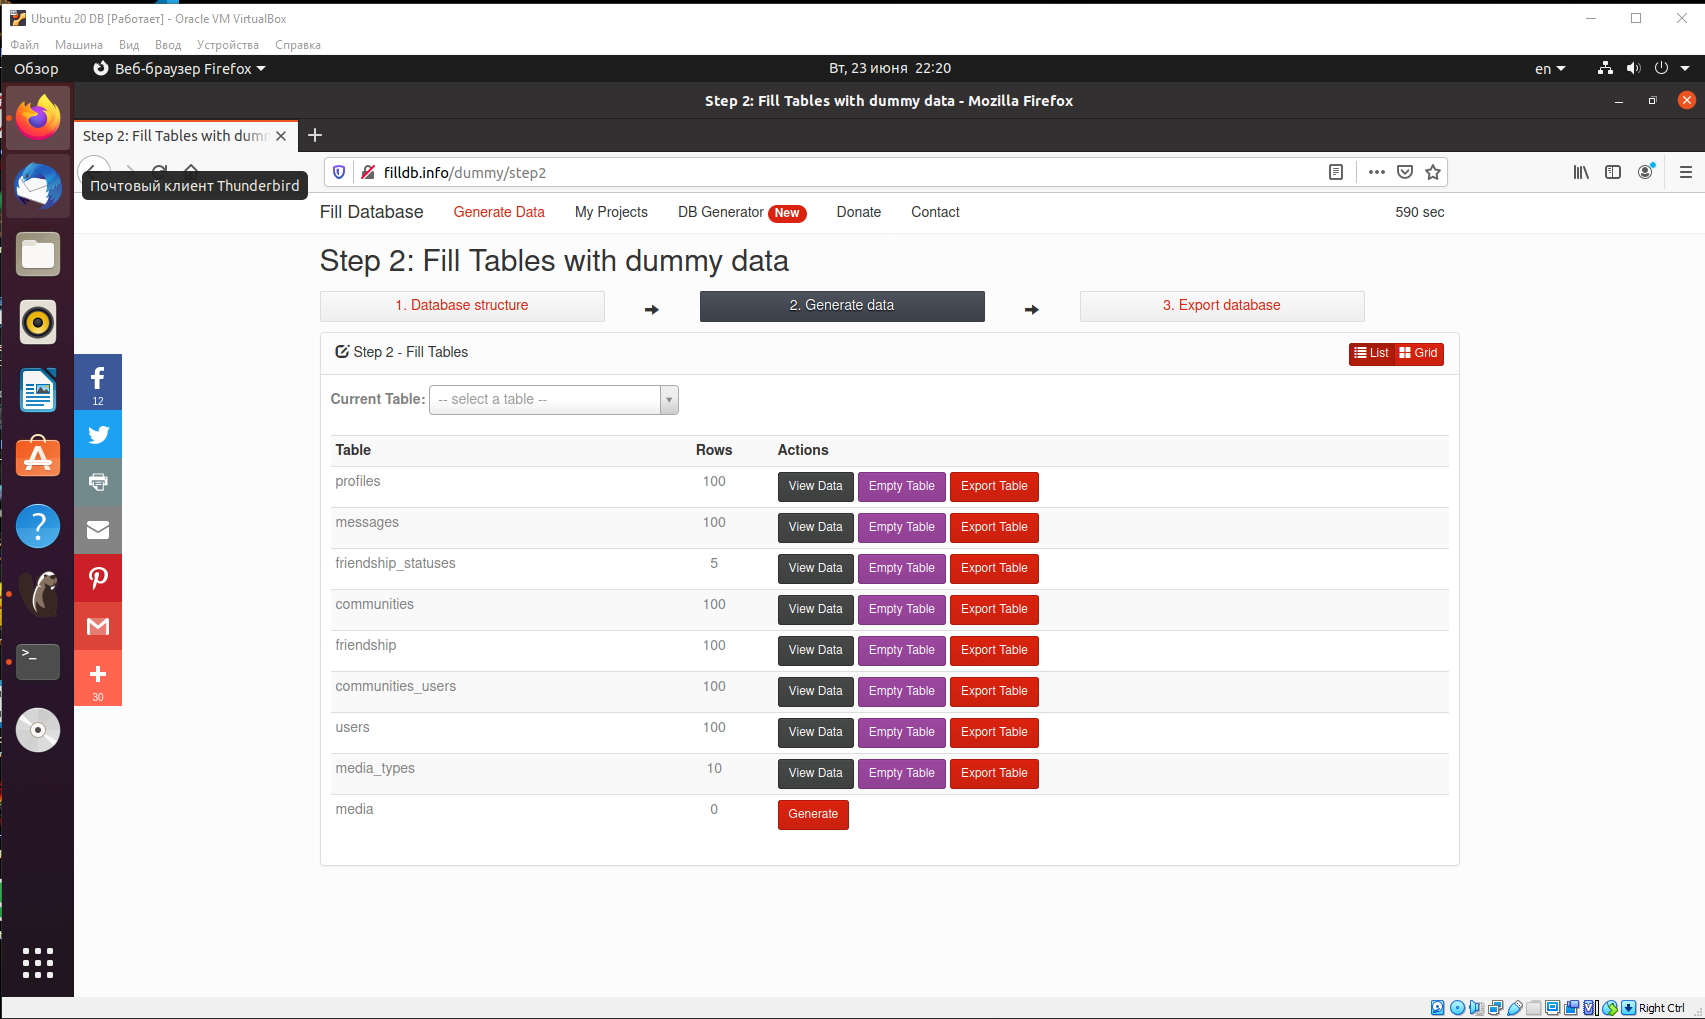 Ubuntu 20 DB [Работает] - Oracle VM VirtualBox
Файл Машина Вид Ввод Устройства Справка
Обзор Веб-браузер Firefox Вт, 23 июня 22:20 en
Step 2: Fill Tables with dummy data - Mozilla Firefox
Step 2: Fill Tables with dum
filldb.info/dummy/step2
Почтовый клиент Thunderbird
Fill Database Generate Data My Projects DB Generator New Donate Contact 590 sec
Step 2: Fill Tables with dummy data
1. Database structure 2. Generate data 3. Export database
Step 2 - Fill Tables List Grid
Current Table: -- select a table --
Table Rows Actions
profiles 100 View Data Empty Table Export Table
messages 100 View Data Empty Table Export Table
friendship_statuses 5 View Data Empty Table Export Table
communities 100 View Data Empty Table Export Table
friendship 100 View Data Empty Table Export Table
communities_users 100 View Data Empty Table Export Table
users 100 View Data Empty Table Export Table
media_types 10 View Data Empty Table Export Table
media 0 Generate
12
30
Right Ctrl